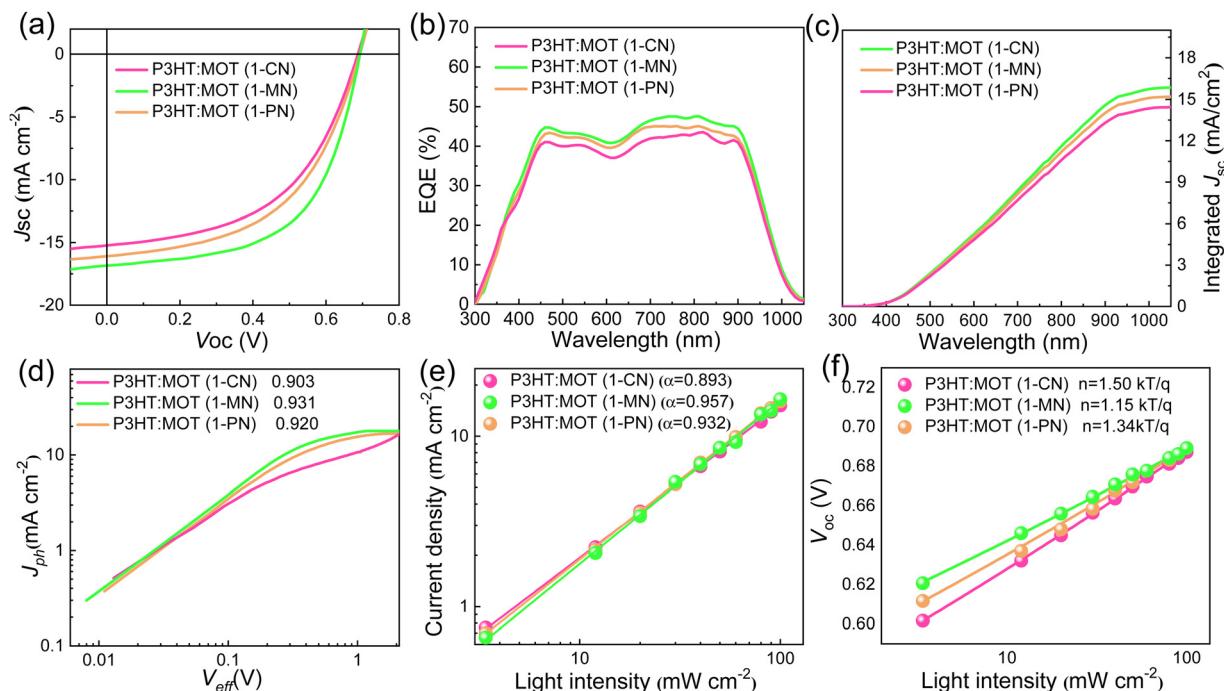 (a)
0
-5
-10
-15
-20
0.0 0.2 0.4 0.6 0.8
Jsc (mA cm-2)
Voc (V)
P3HT:MOT (1-CN)
P3HT:MOT (1-MN)
P3HT:MOT (1-PN)
(b)
70
60
50
40
30
20
10
0
300 400 500 600 700 800 900 1000
EQE (%)
Wavelength (nm)
P3HT:MOT (1-CN)
P3HT:MOT (1-MN)
P3HT:MOT (1-PN)
(c)
18
15
12
9
6
3
0
300 400 500 600 700 800 900 1000
Integrated Jsc (mA/cm2)
Wavelength (nm)
P3HT:MOT (1-CN)
P3HT:MOT (1-MN)
P3HT:MOT (1-PN)
(d)
10
1
0.1
0.01 0.1 1
Jph(mA cm-2)
Veff(V)
P3HT:MOT (1-CN) 0.903
P3HT:MOT (1-MN) 0.931
P3HT:MOT (1-PN) 0.920
(e)
10
1
10 100
Current density (mA cm-2)
Light intensity (mW cm-2)
P3HT:MOT (1-CN) (α=0.893)
P3HT:MOT (1-MN) (α=0.957)
P3HT:MOT (1-PN) (α=0.932)
(f)
0.72
0.70
0.68
0.66
0.64
0.62
0.60
10 100
Voc (V)
Light intensity (mW cm-2)
P3HT:MOT (1-CN) n=1.50 kT/q
P3HT:MOT (1-MN) n=1.15 kT/q
P3HT:MOT (1-PN) n=1.34kT/q